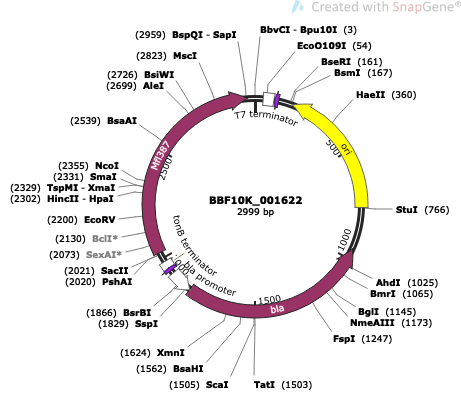 Created with SnapGene®
(2959) BspQI - SapI
BbvCI - Bpu10I (3)
EcoO109I (54)
(2823) MscI
BseRI (161)
BsmI (167)
(2726) BsiWI
(2699) AleI
HaeII (360)
T7 terminator
(2539) BsaAI
ori
500
Mfl387
2500
(2355) NcoI
(2331) SmaI
(2329) TspMI - XmaI
(2302) HincII - HpaI
BBF10K_001622
2999 bp
(2200) EcoRV
StuI (766)
(2130) BclI*
(2073) SexAI*
tonB terminator
1000
(2021) SacII
(2020) PshAI
bla promoter
AhdI (1025)
BmrI (1065)
(1866) BsrBI
(1829) SspI
1500
bla
BglI (1145)
NmeAIII (1173)
FspI (1247)
(1624) XmnI
(1562) BsaHI
(1505) ScaI
TatI (1503)